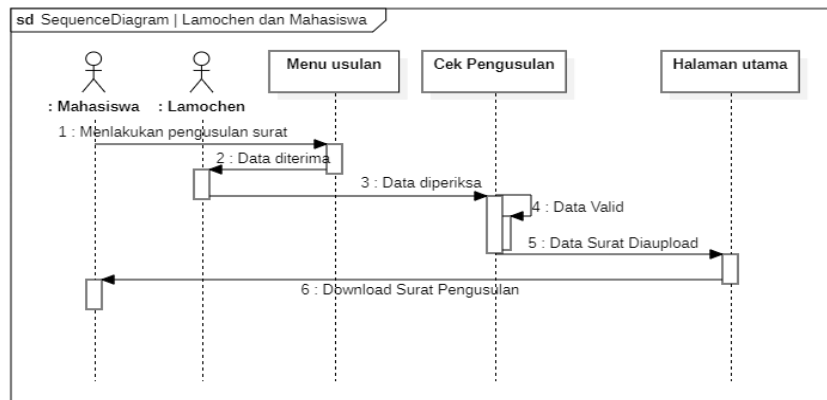 sd SequenceDiagram | Lamochen dan Mahasiswa
Menu usulan
Cek Pengusulan
Halaman utama
: Mahasiswa
: Lamochen
1 : Menlakukan pengusulan surat
2 : Data diterima
3 : Data diperiksa
4 : Data Valid
5 : Data Surat Diaupload
6 : Download Surat Pengusulan